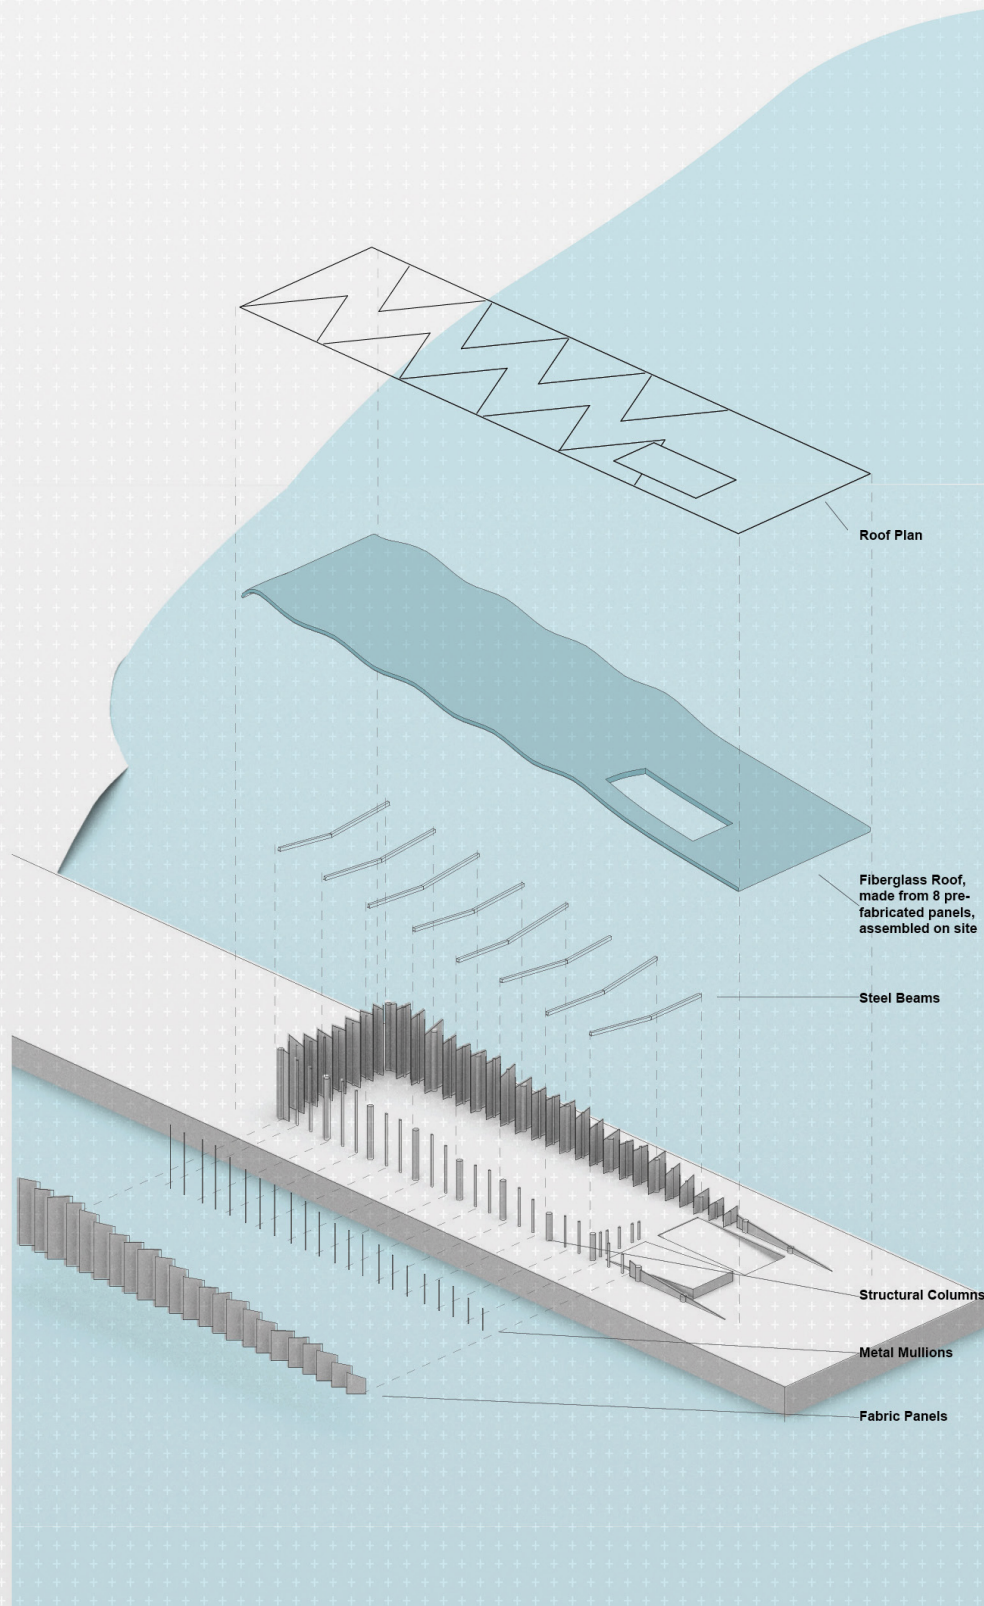 Roof Plan
Fiberglass Roof,
made from 8 pre-
fabricated panels,
assembled on site
Steel Beams
Structural Columns
Metal Mullions
Fabric Panels